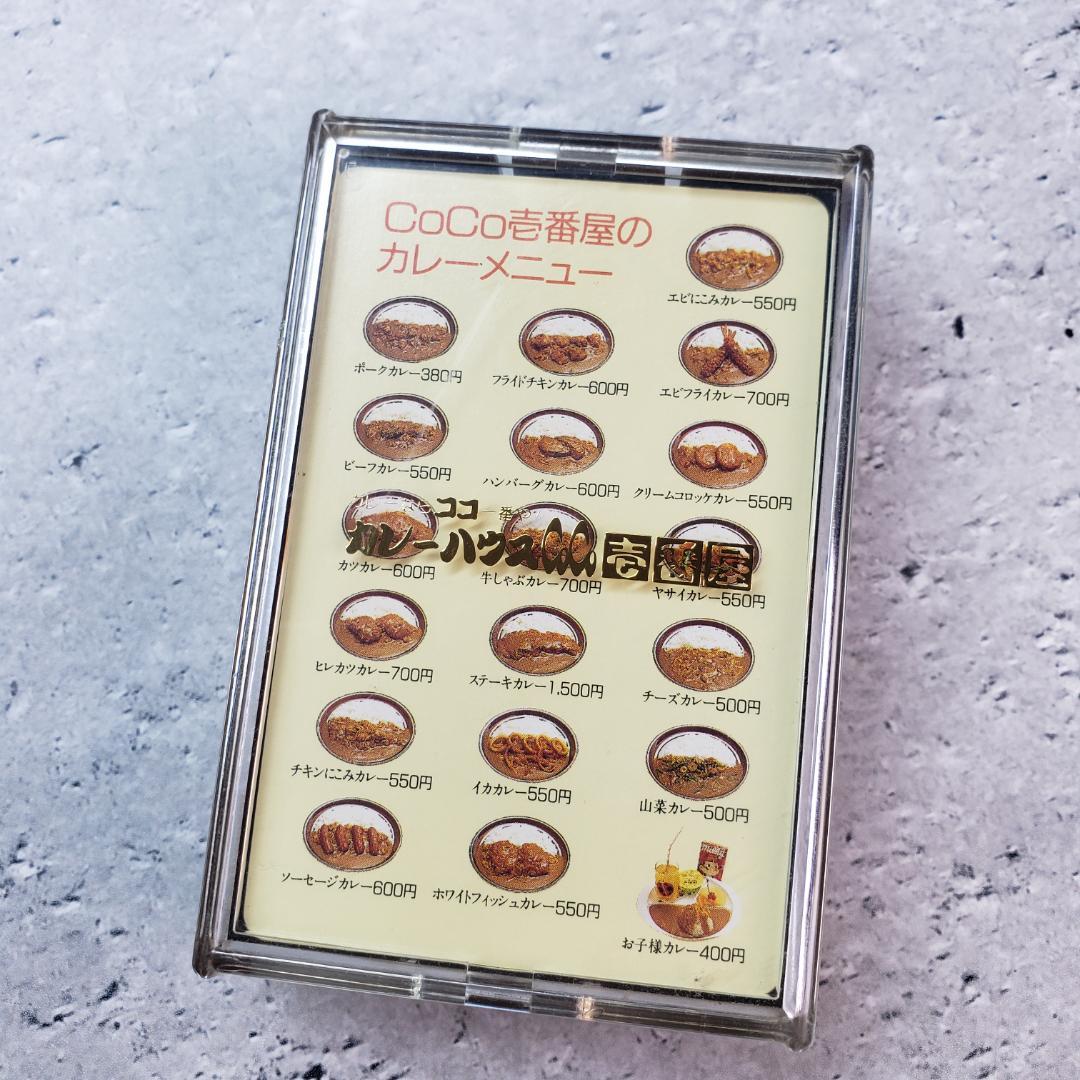 CoCo壱番屋の
カレーメニュー
エビにこみカレー550円
ポークカレー380円
フライドチキンカレー600円
エビフライカレー700円
ビーフカレー550円
ハンバーグカレー600円
クリームコロッケカレー550円
ココ一番や
カレーハウスCoCo壱番屋
カツカレー600円
牛しゃぶカレー700円
ヤサイカレー550円
ヒレカツカレー700円
ステーキカレー1,500円
チーズカレー500円
チキンにこみカレー550円
イカカレー550円
山菜カレー500円
ソーセージカレー600円
ホワイトフィッシュカレー550円
お子様カレー400円